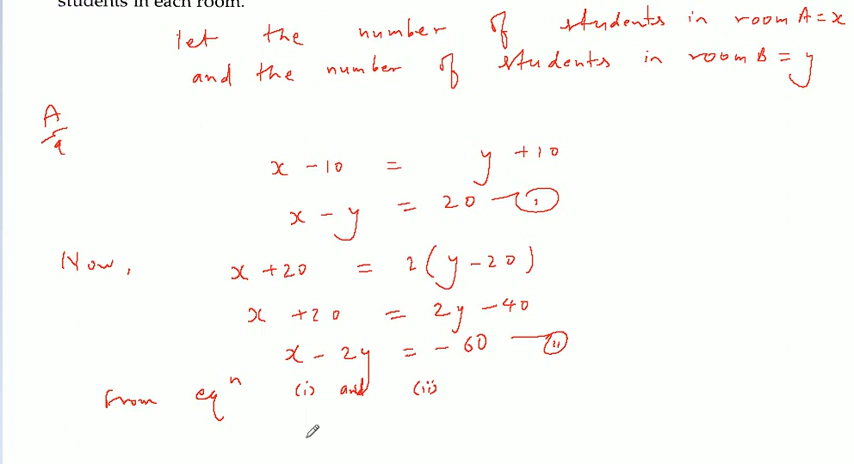 students in each room.
let the number of students in room A = x
and the number of students in room B = y
A/q
x - 10 = y + 10
x - y = 20 — (i)
Now, x + 20 = 2(y - 20)
x + 20 = 2y - 40
x - 2y = - 60 — (ii)
From eqⁿ (i) and (ii)